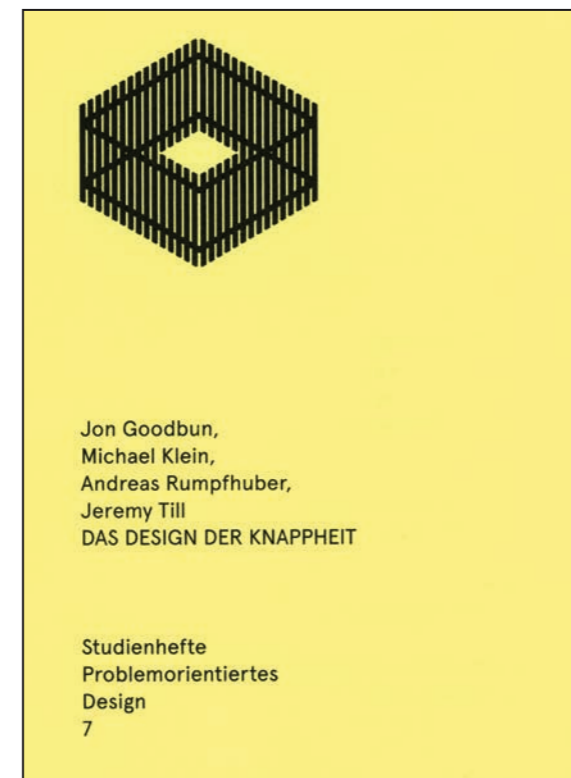 Jon Goodbun,
Michael Klein,
Andreas Rumpfhuber,
Jeremy Till
DAS DESIGN DER KNAPPHEIT
Studienhefte
Problemorientiertes
Design
7